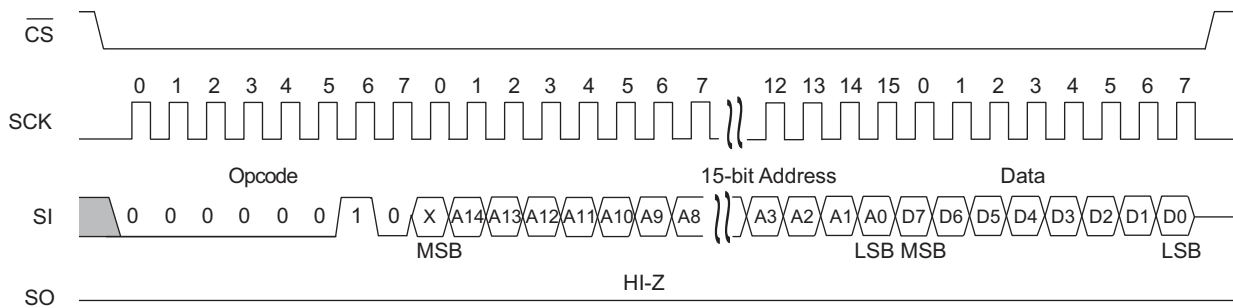 CS
0 1 2 3 4 5 6 7 0 1 2 3 4 5 6 7 12 13 14 15 0 1 2 3 4 5 6 7
SCK
Opcode 15-bit Address Data
SI 0 0 0 0 0 0 1 0 X A14 A13 A12 A11 A10 A9 A8 A3 A2 A1 A0 D7 D6 D5 D4 D3 D2 D1 D0
MSB LSB MSB LSB
HI-Z
SO